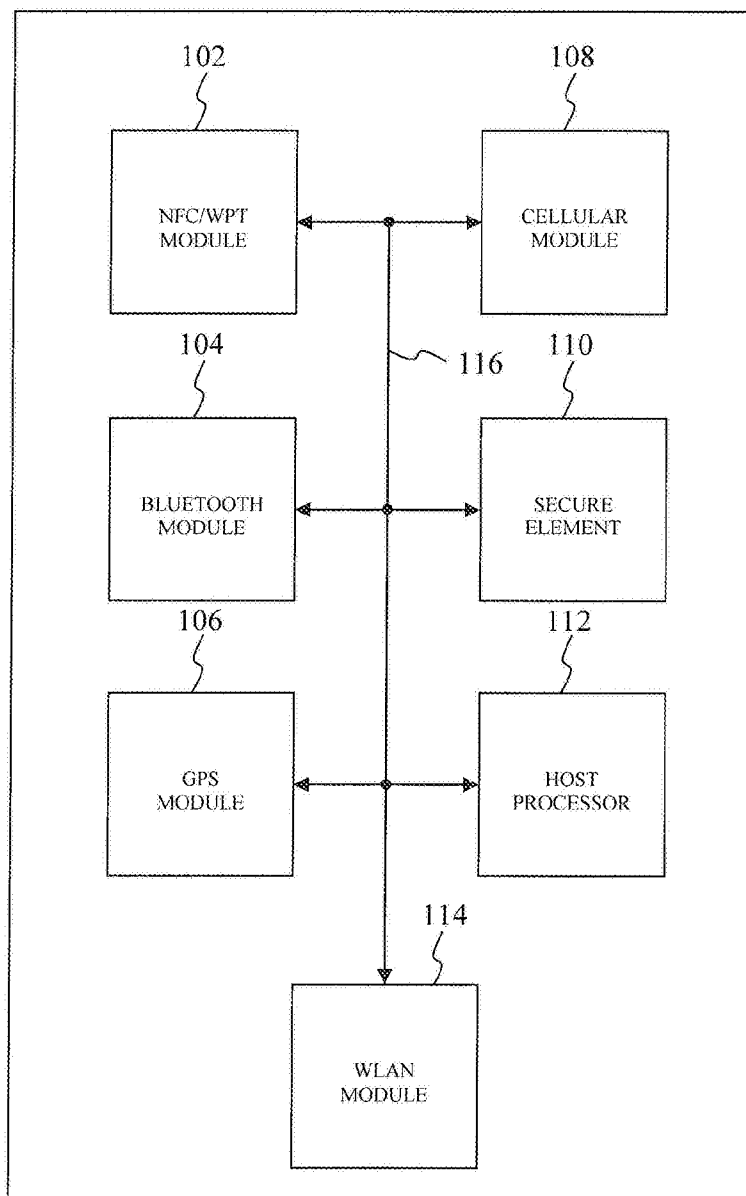 102
108
NFC/WPT
MODULE
CELLULAR
MODULE
104
116
110
BLUETOOTH
MODULE
SECURE
ELEMENT
106
112
GPS
MODULE
HOST
PROCESSOR
114
WLAN
MODULE